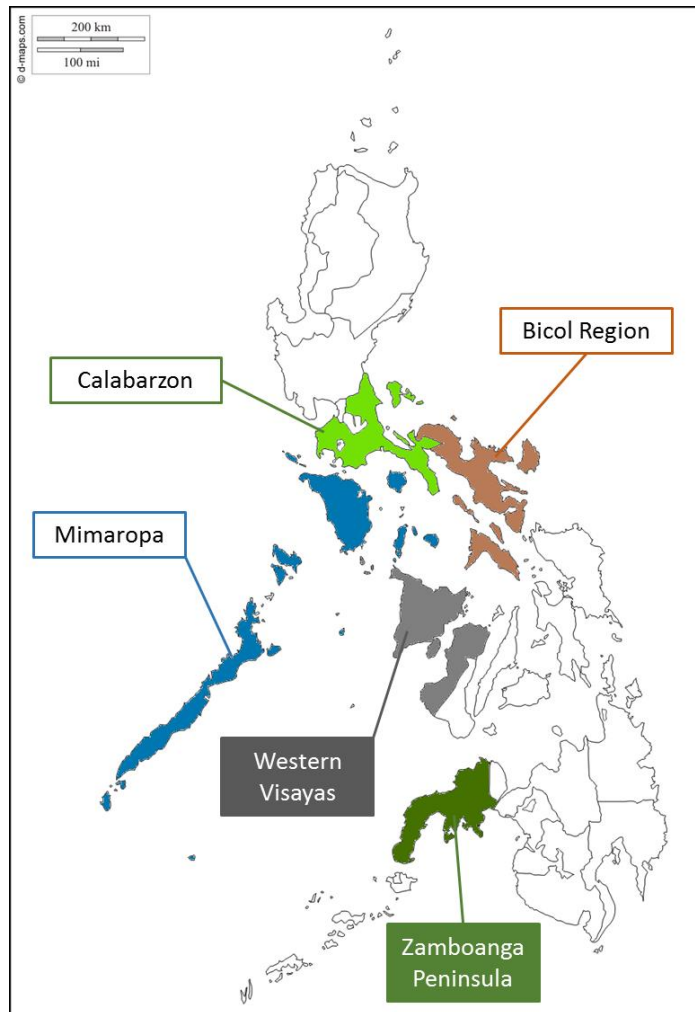 200 km
100 mi
© d-maps.com
Bicol Region
Calabarzon
Mimaropa
Western
Visayas
Zamboanga
Peninsula